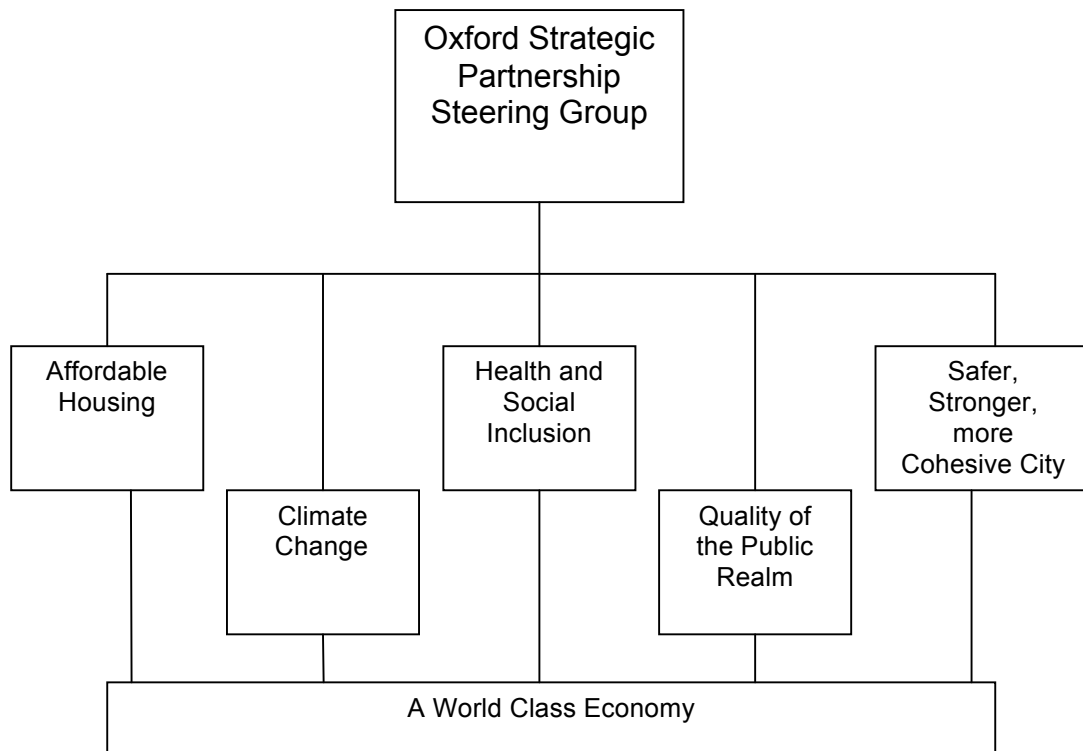 Oxford Strategic
Partnership
Steering Group
Affordable
Housing
Health and
Social
Inclusion
Safer,
Stronger,
more
Cohesive City
Climate
Change
Quality of
the Public
Realm
A World Class Economy